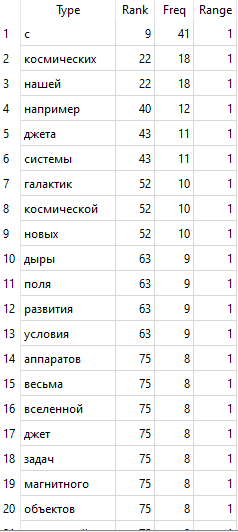 Type Rank Freq Range
1 с 9 41 1
2 космических 22 18 1
3 нашей 22 18 1
4 например 40 12 1
5 джета 43 11 1
6 системы 43 11 1
7 галактик 52 10 1
8 космической 52 10 1
9 новых 52 10 1
10 дыры 63 9 1
11 поля 63 9 1
12 развития 63 9 1
13 условия 63 9 1
14 аппаратов 75 8 1
15 весьма 75 8 1
16 вселенной 75 8 1
17 джет 75 8 1
18 задач 75 8 1
19 магнитного 75 8 1
20 объектов 75 8 1